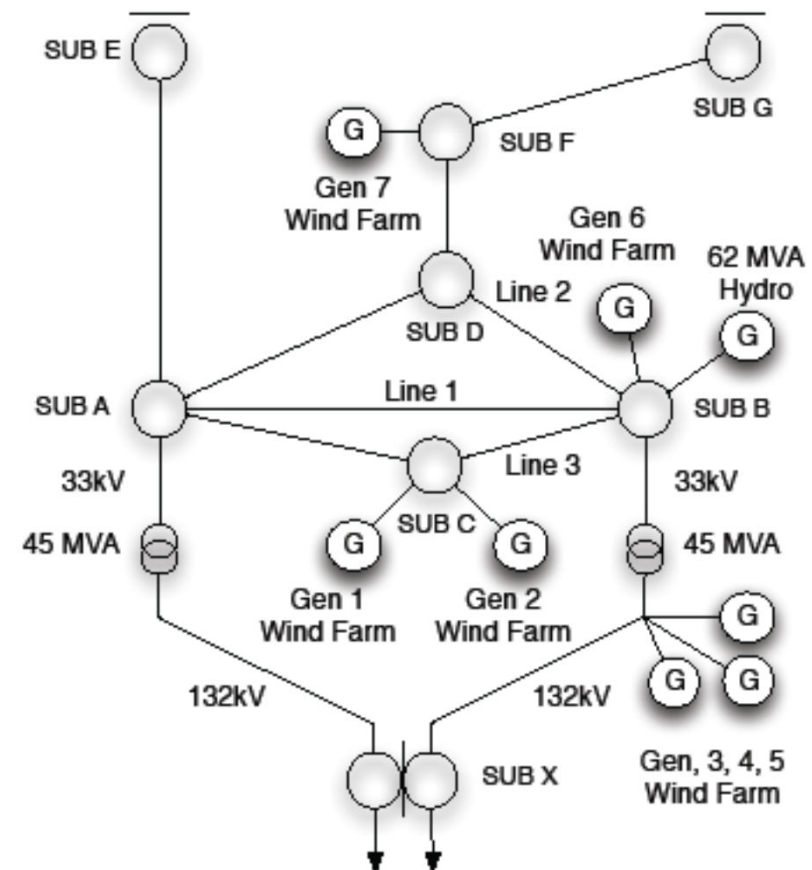 SUB E
SUB G
G
SUB F
Gen 7
Wind Farm
Gen 6
Wind Farm
62 MVA
Hydro
G
G
Line 2
SUB D
SUB A
Line 1
SUB B
33kV
Line 3
33kV
SUB C
45 MVA
G
G
45 MVA
Gen 1
Wind Farm
Gen 2
Wind Farm
G
G
G
132kV
132kV
SUB X
Gen, 3, 4, 5
Wind Farm